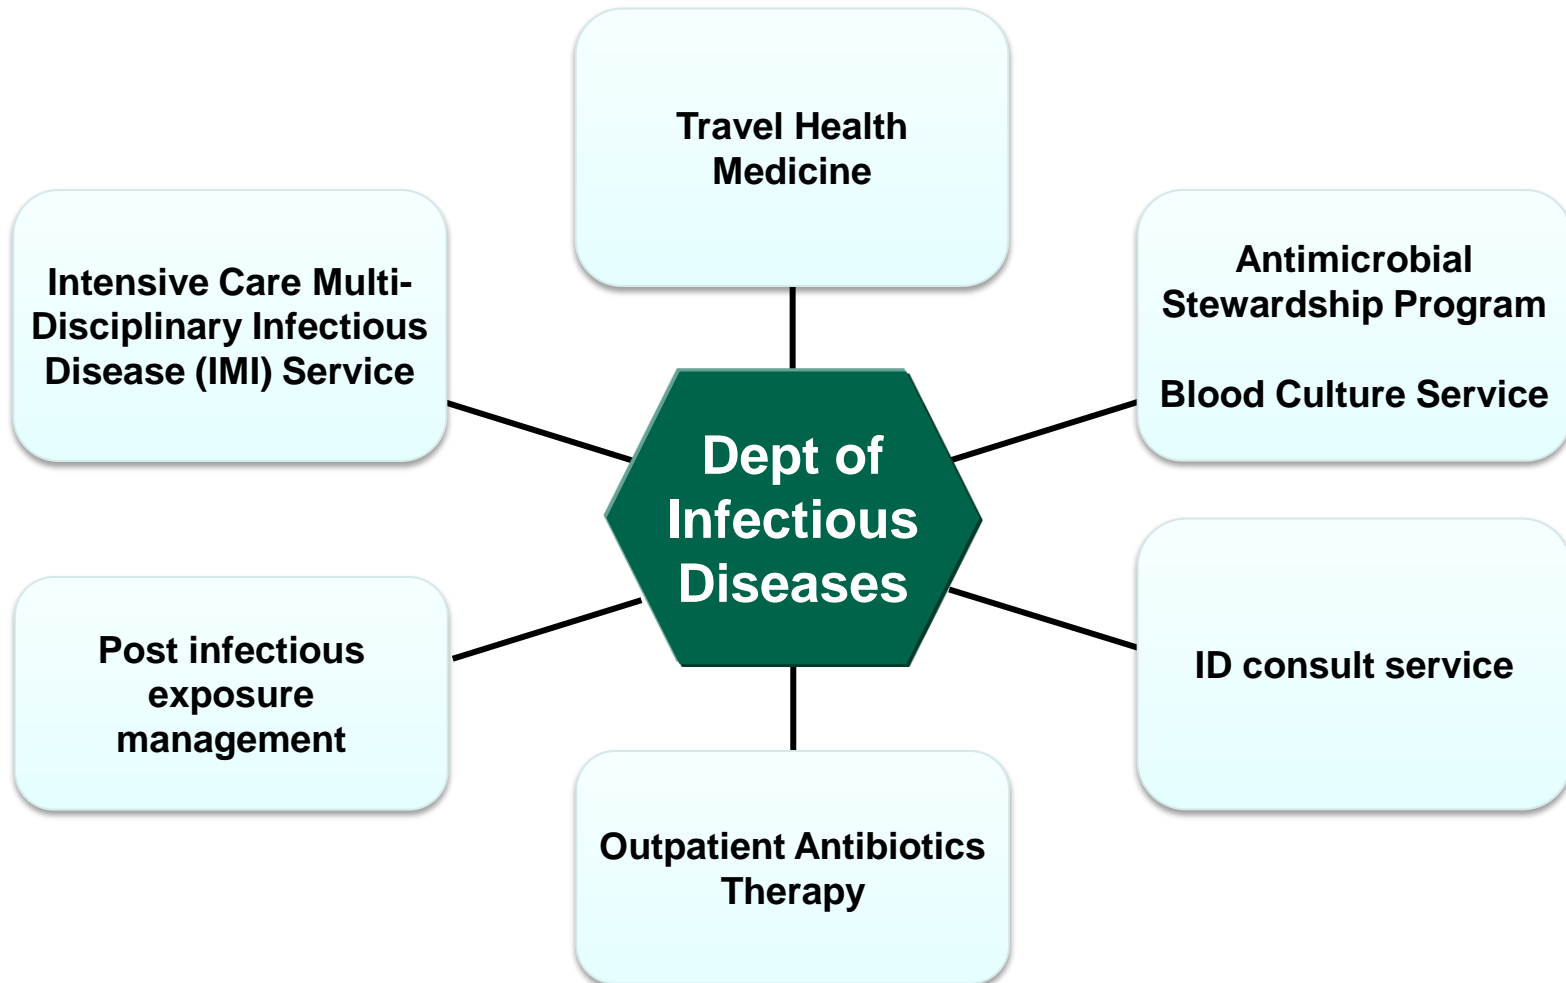 Travel Health
Medicine
Intensive Care Multi-
Disciplinary Infectious
Disease (IMI) Service
Antimicrobial
Stewardship Program
Blood Culture Service
Dept of
Infectious
Diseases
Post infectious
exposure
management
ID consult service
Outpatient Antibiotics
Therapy